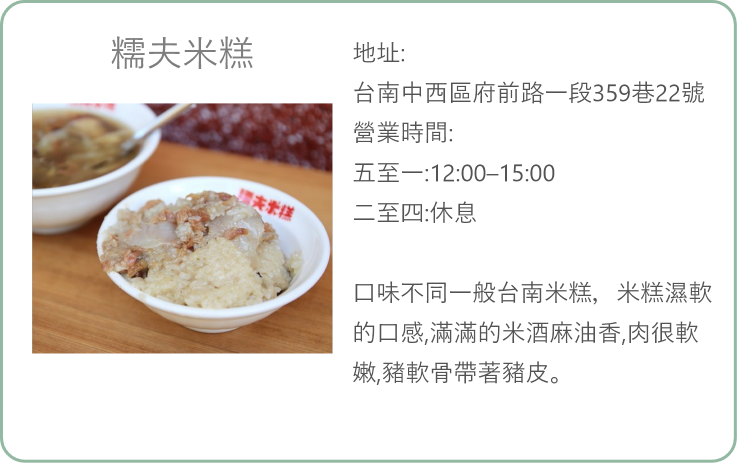 糯夫米糕
糯夫米糕
地址:
台南中西區府前路一段359巷22號
營業時間:
五至一:12:00–15:00
二至四:休息
口味不同一般台南米糕，米糕濕軟
的口感,滿滿的米酒麻油香,肉很軟
嫩,豬軟骨帶著豬皮。